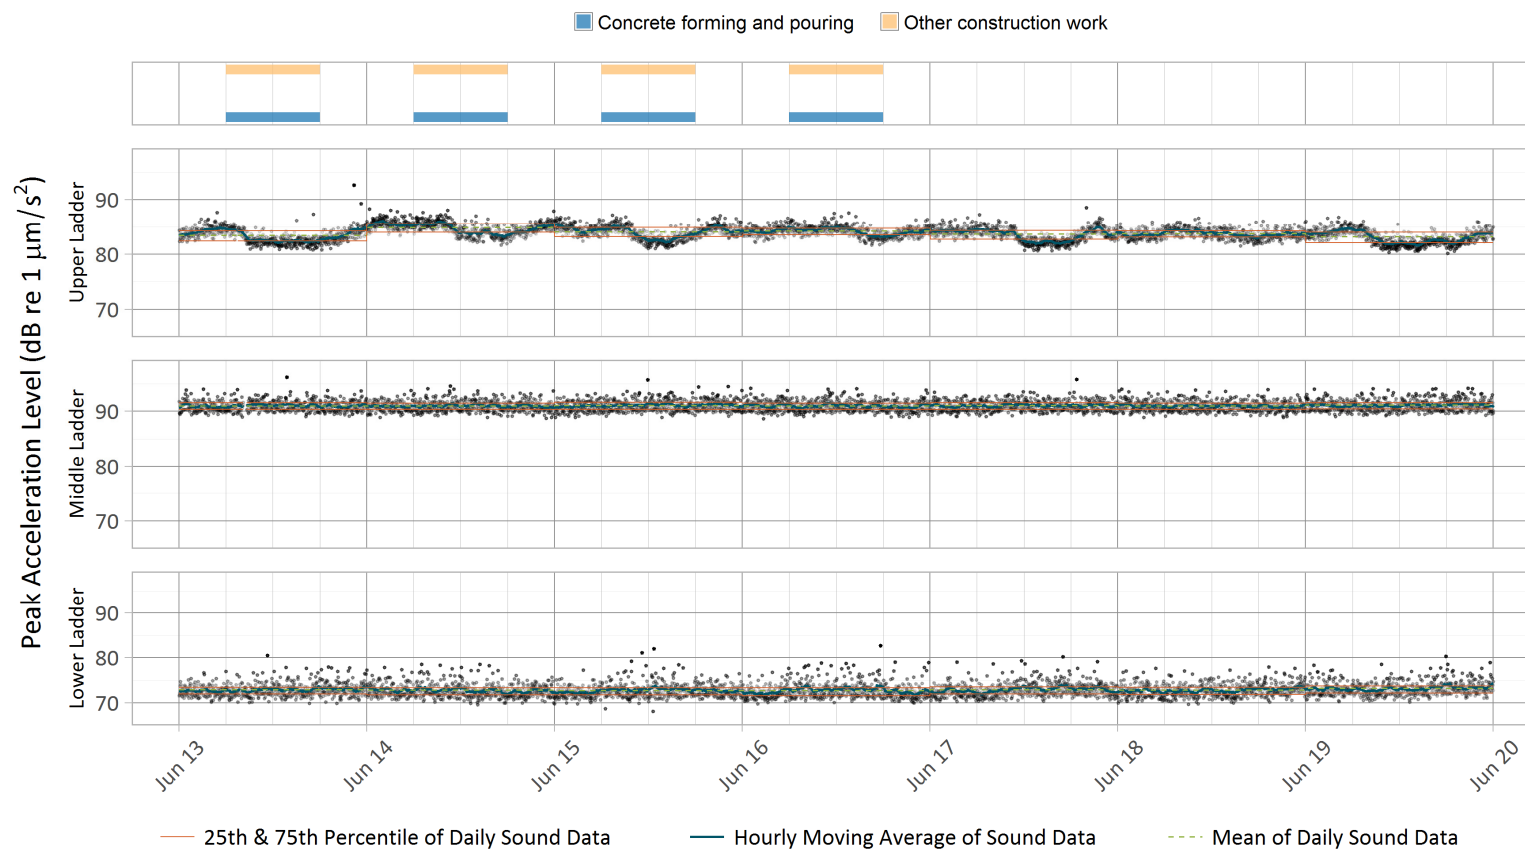 Concrete forming and pouring
Other construction work
Peak Acceleration Level (dB re 1 μm/s²)
Upper Ladder
90
80
70
Middle Ladder
90
80
70
Lower Ladder
90
80
70
Jun 13
Jun 14
Jun 15
Jun 16
Jun 17
Jun 18
Jun 19
Jun 20
25th & 75th Percentile of Daily Sound Data
Hourly Moving Average of Sound Data
Mean of Daily Sound Data